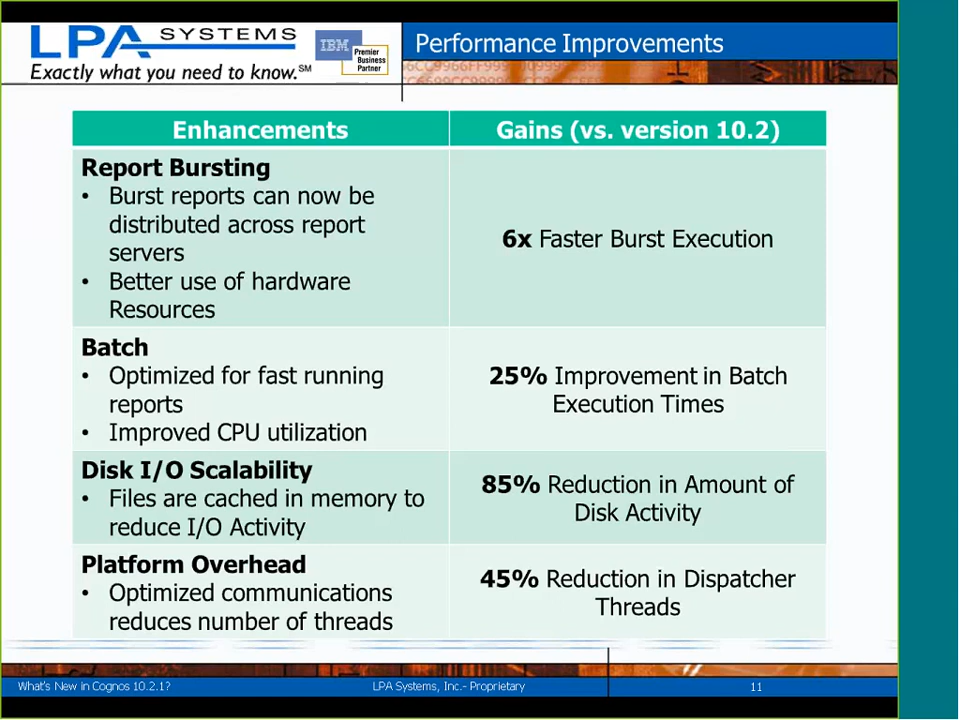 LPA SYSTEMS
IBM
Premier
Business
Partner
Exactly what you need to know.℠
Performance Improvements
Enhancements
Gains (vs. version 10.2)
Report Bursting
• Burst reports can now be
distributed across report
servers
• Better use of hardware
Resources
6x Faster Burst Execution
Batch
• Optimized for fast running
reports
• Improved CPU utilization
25% Improvement in Batch
Execution Times
Disk I/O Scalability
• Files are cached in memory to
reduce I/O Activity
85% Reduction in Amount of
Disk Activity
Platform Overhead
• Optimized communications
reduces number of threads
45% Reduction in Dispatcher
Threads
What's New in Cognos 10.2.1?
LPA Systems, Inc.- Proprietary
11